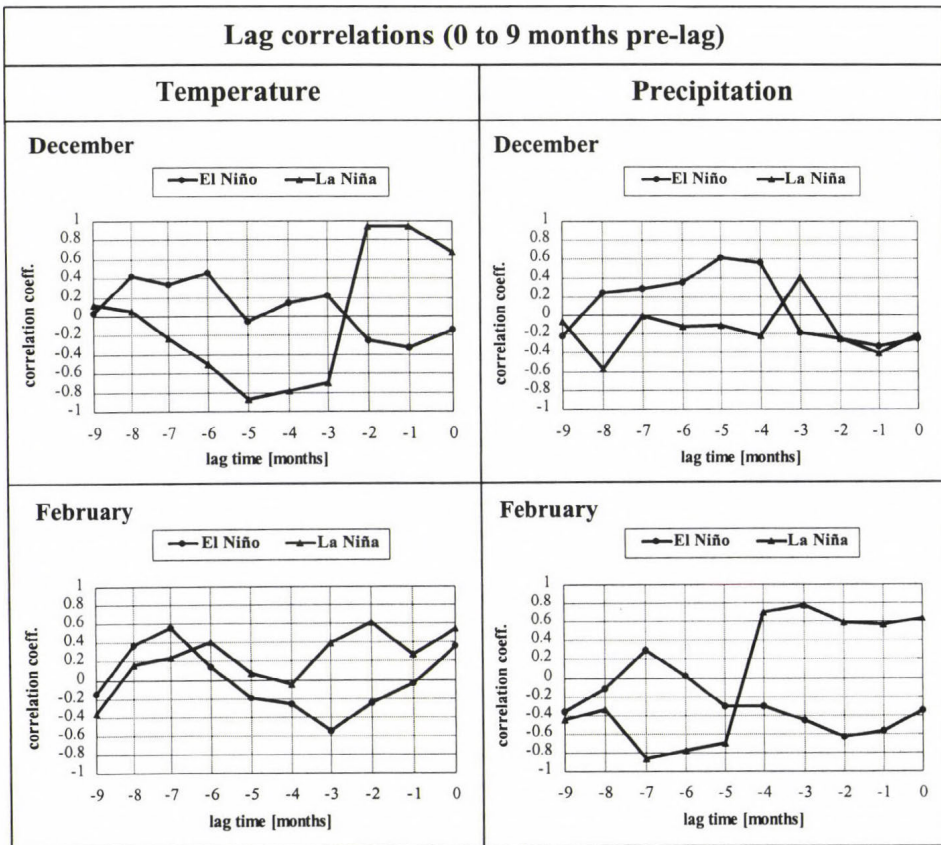 Lag correlations (0 to 9 months pre-lag)
Temperature
Precipitation
December
El Niño La Niña
correlation coeff.
1
0.8
0.6
0.4
0.2
0
-0.2
-0.4
-0.6
-0.8
-1
-9 -8 -7 -6 -5 -4 -3 -2 -1 0
lag time [months]
December
El Niño La Niña
correlation coeff.
1
0.8
0.6
0.4
0.2
0
-0.2
-0.4
-0.6
-0.8
-1
-9 -8 -7 -6 -5 -4 -3 -2 -1 0
lag time [months]
February
El Niño La Niña
correlation coeff.
1
0.8
0.6
0.4
0.2
0
-0.2
-0.4
-0.6
-0.8
-1
-9 -8 -7 -6 -5 -4 -3 -2 -1 0
lag time [months]
February
El Niño La Niña
correlation coeff.
1
0.8
0.6
0.4
0.2
0
-0.2
-0.4
-0.6
-0.8
-1
-9 -8 -7 -6 -5 -4 -3 -2 -1 0
lag time [months]